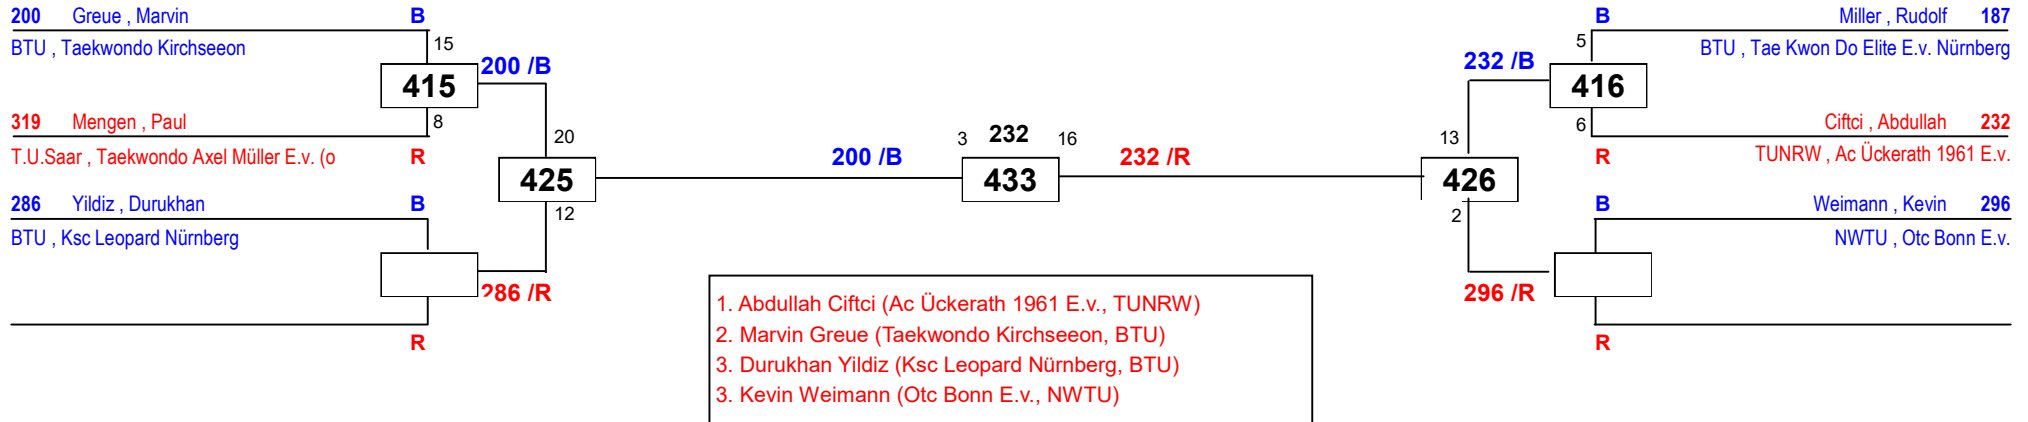 200 Greue , Marvin B
BTU , Taekwondo Kirchseeon
15
415
200 /B
8
319 Mengen , Paul
T.U.Saar , Taekwondo Axel Müller E.v. (o R
20
425
12
286 Yildiz , Durukhan B
BTU , Ksc Leopard Nürnberg
286 /R
R
200 /B
3 232 16
433
232 /R
B Miller , Rudolf 187
5 BTU , Tae Kwon Do Elite E.v. Nürnberg
232 /B
416
6 Ciftci , Abdullah 232
R TUNRW , Ac Ückerath 1961 E.v.
13
426
2
B Weimann , Kevin 296
NWTU , Otc Bonn E.v.
296 /R
R
1. Abdullah Ciftci (Ac Ückerath 1961 E.v., TUNRW)
2. Marvin Greue (Taekwondo Kirchseeon, BTU)
3. Durukhan Yildiz (Ksc Leopard Nürnberg, BTU)
3. Kevin Weimann (Otc Bonn E.v., NWTU)